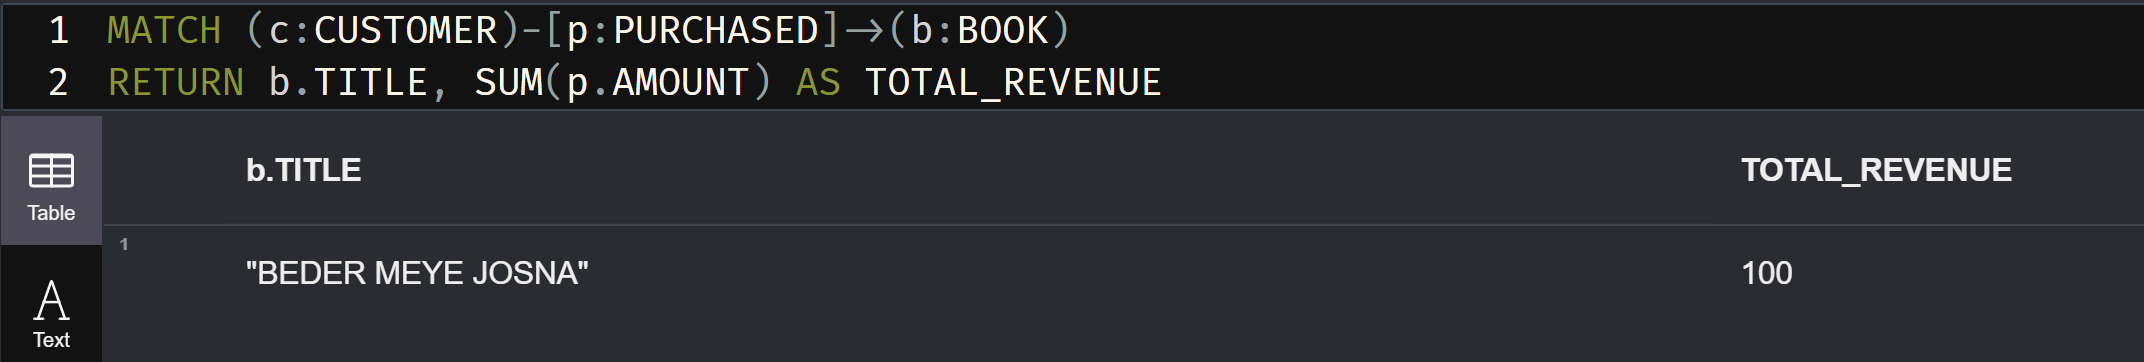 1 MATCH (c:CUSTOMER)-[p:PURCHASED]->(b:BOOK)
2 RETURN b.TITLE, SUM(p.AMOUNT) AS TOTAL_REVENUE
b.TITLE TOTAL_REVENUE
Table
1
"BEDER MEYE JOSNA" 100
A
Text